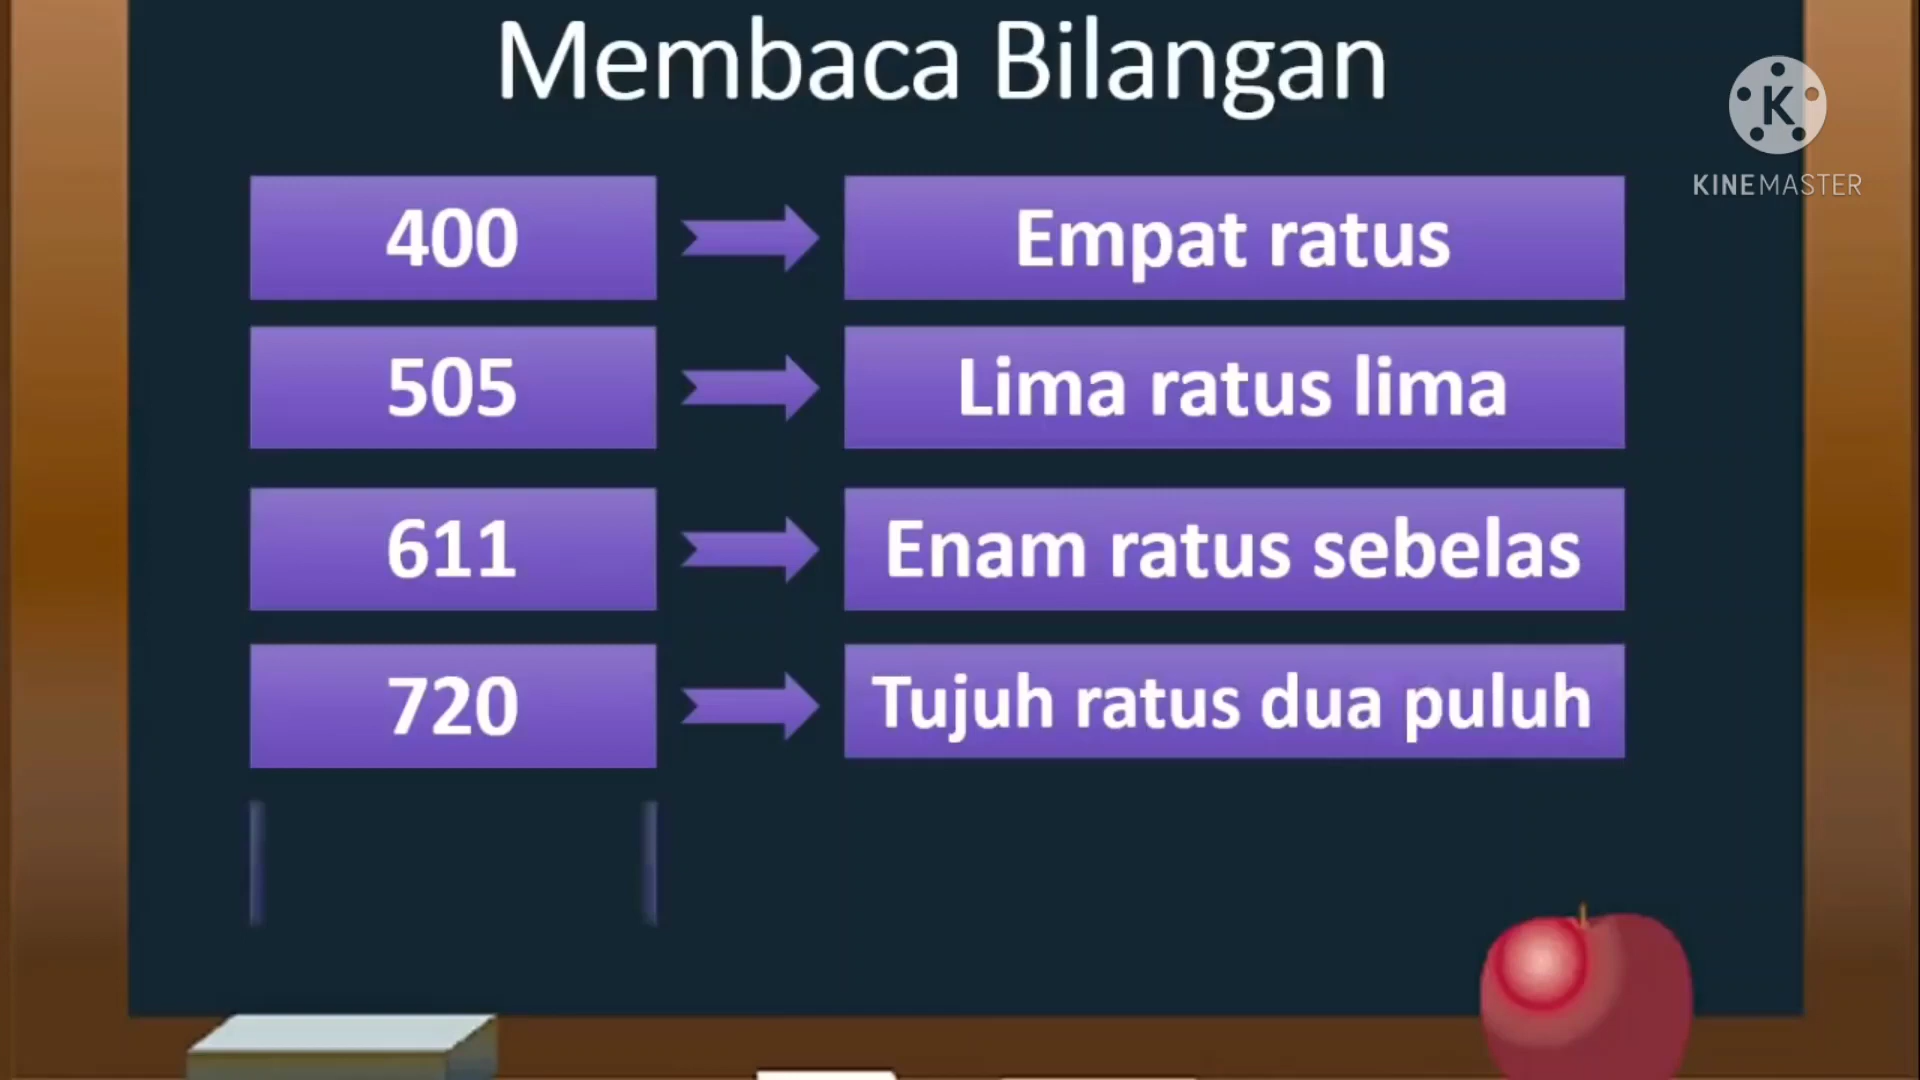 Membaca Bilangan
K
KINEMASTER
400 Empat ratus
505 Lima ratus lima
611 Enam ratus sebelas
720 Tujuh ratus dua puluh